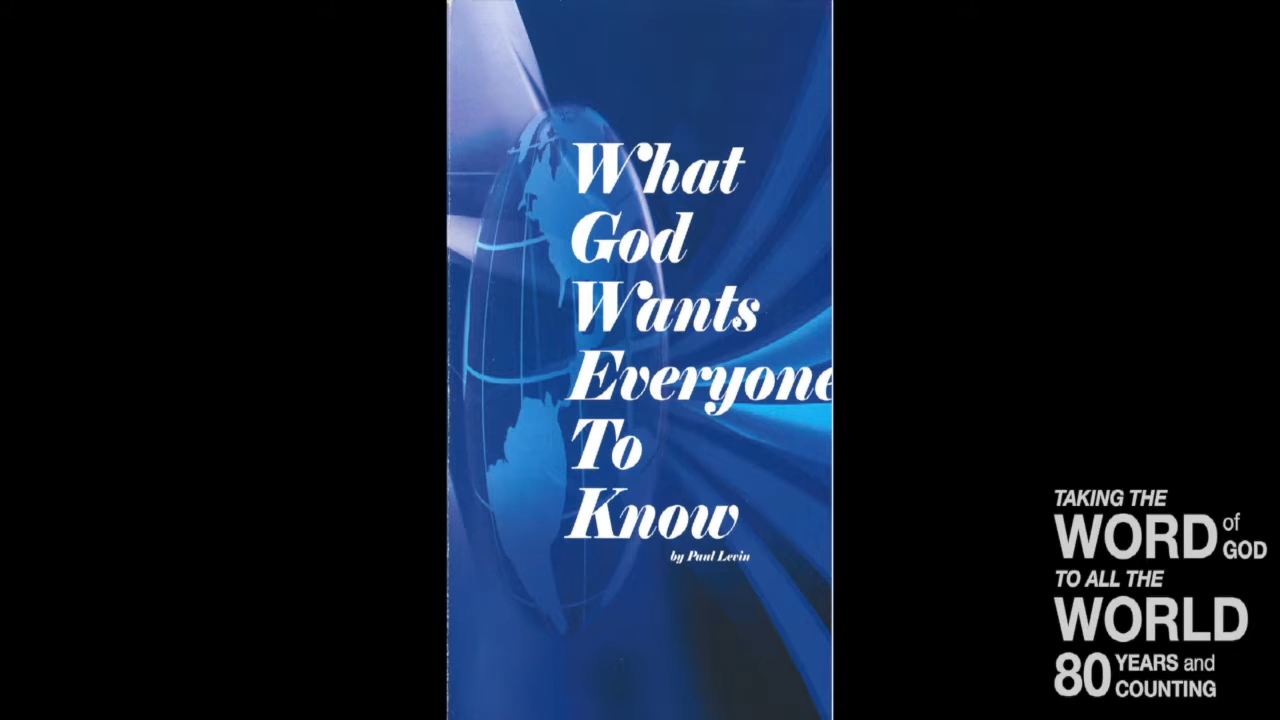 What
God
Wants
Everyone
To
Know
by Paul Levin
TAKING THE
WORD of GOD
TO ALL THE
WORLD
80 YEARS and
COUNTING